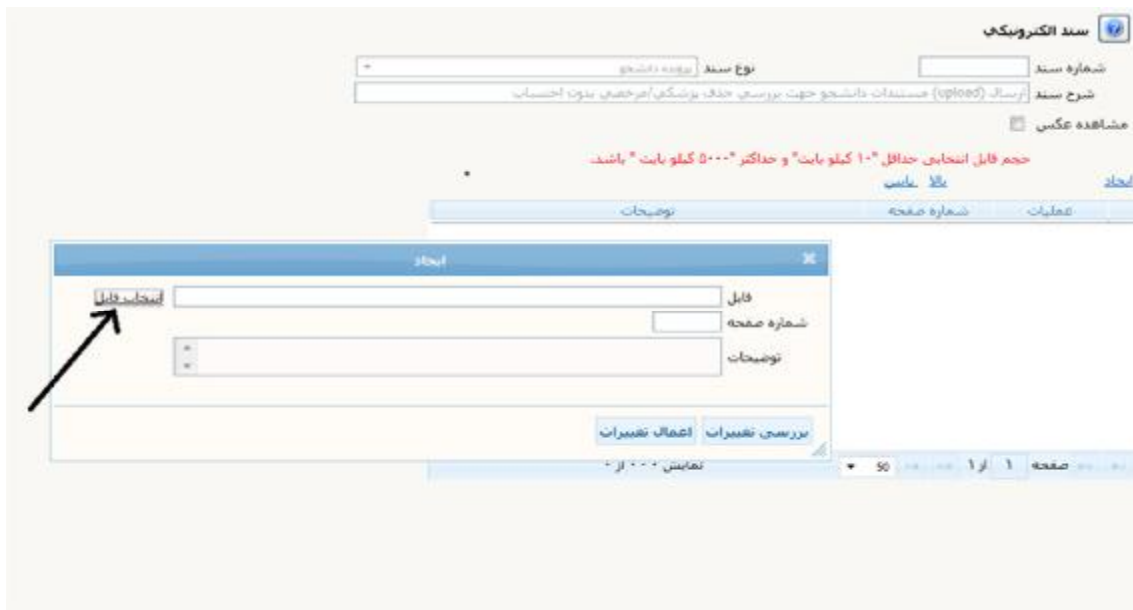 سند الکترونیکی
شماره سند نوع سند پرونده دانشجو
شرح سند ارسال (upload) مستندات دانشجو جهت بررسی حذف پزشکی/مرخصی بدون احتساب
مشاهده عکس
حجم فایل انتخابی حداقل "۱۰ کیلو بایت" و حداکثر "۵۰۰۰ کیلو بایت" باشد.
ایجاد بالا پایین
عملیات شماره صفحه توضیحات
ایجاد
فایل انتخاب فایل
شماره صفحه
توضیحات
بررسی تغییرات اعمال تغییرات
صفحه ۱ از ۱ 50 نمایش ۰ - ۰ از ۰